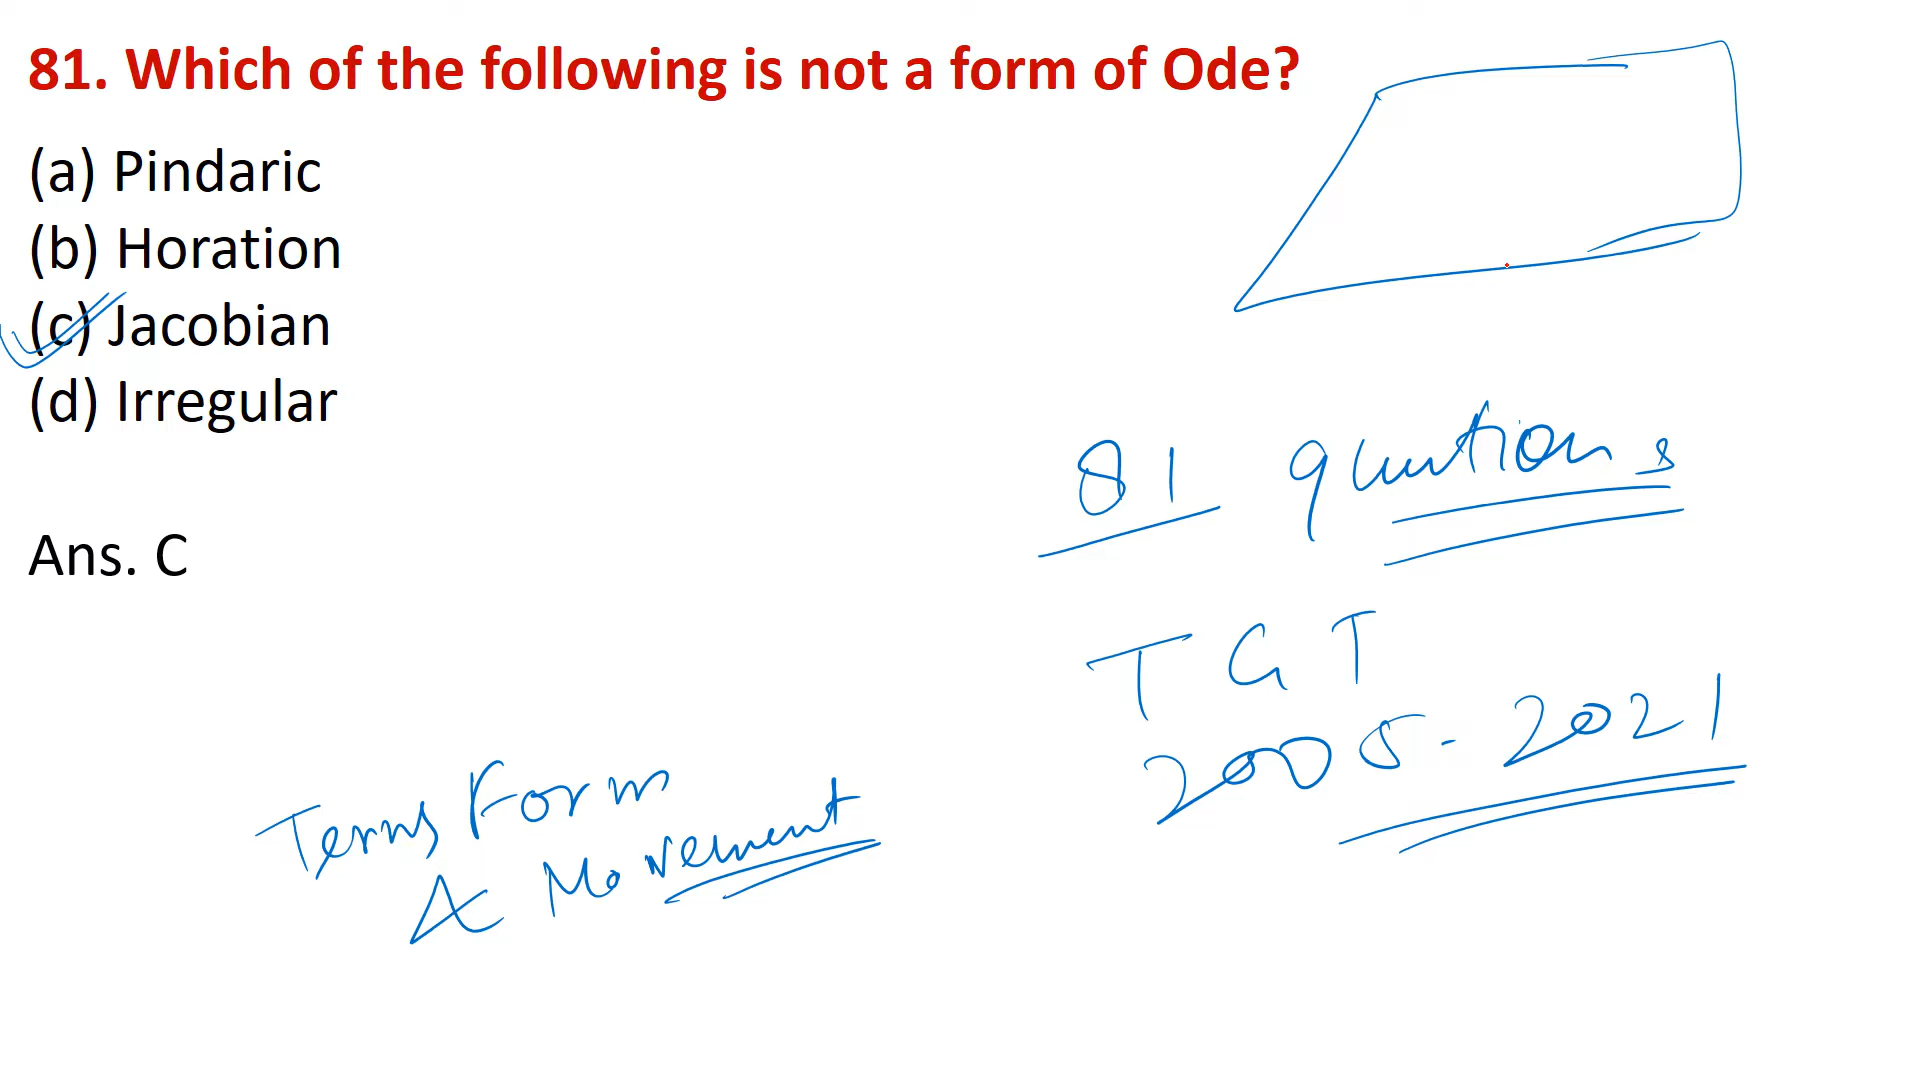 81. Which of the following is not a form of Ode?
(a) Pindaric
(b) Horation
(c) Jacobian
(d) Irregular
Ans. C
81 questions
TGT
2005-2021
Terms Form
& Movement